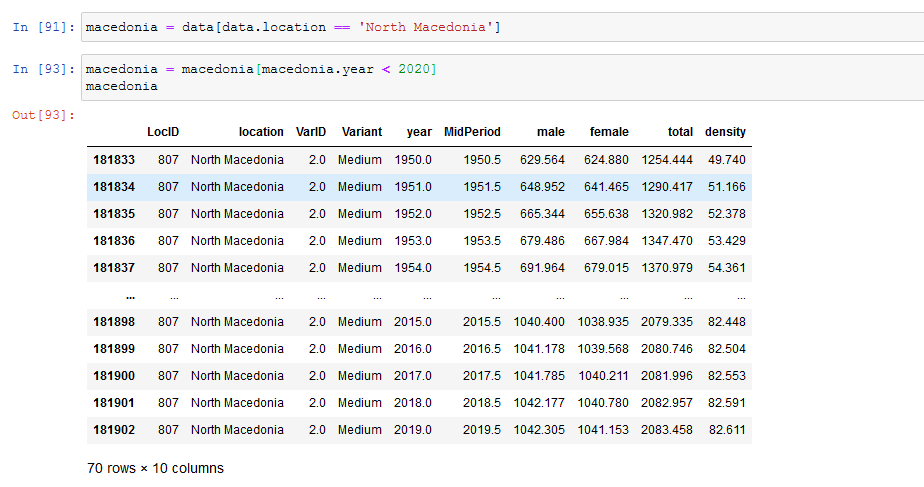 In [91]: macedonia = data[data.location == 'North Macedonia']
In [93]: macedonia = macedonia[macedonia.year < 2020]
macedonia
Out[93]:
LocID location VarID Variant year MidPeriod male female total density
181833 807 North Macedonia 2.0 Medium 1950.0 1950.5 629.564 624.880 1254.444 49.740
181834 807 North Macedonia 2.0 Medium 1951.0 1951.5 648.952 641.465 1290.417 51.166
181835 807 North Macedonia 2.0 Medium 1952.0 1952.5 665.344 655.638 1320.982 52.378
181836 807 North Macedonia 2.0 Medium 1953.0 1953.5 679.486 667.984 1347.470 53.429
181837 807 North Macedonia 2.0 Medium 1954.0 1954.5 691.964 679.015 1370.979 54.361
... ... ... ... ... ... ... ... ... ... ...
181898 807 North Macedonia 2.0 Medium 2015.0 2015.5 1040.400 1038.935 2079.335 82.448
181899 807 North Macedonia 2.0 Medium 2016.0 2016.5 1041.178 1039.568 2080.746 82.504
181900 807 North Macedonia 2.0 Medium 2017.0 2017.5 1041.785 1040.211 2081.996 82.553
181901 807 North Macedonia 2.0 Medium 2018.0 2018.5 1042.177 1040.780 2082.957 82.591
181902 807 North Macedonia 2.0 Medium 2019.0 2019.5 1042.305 1041.153 2083.458 82.611
70 rows × 10 columns